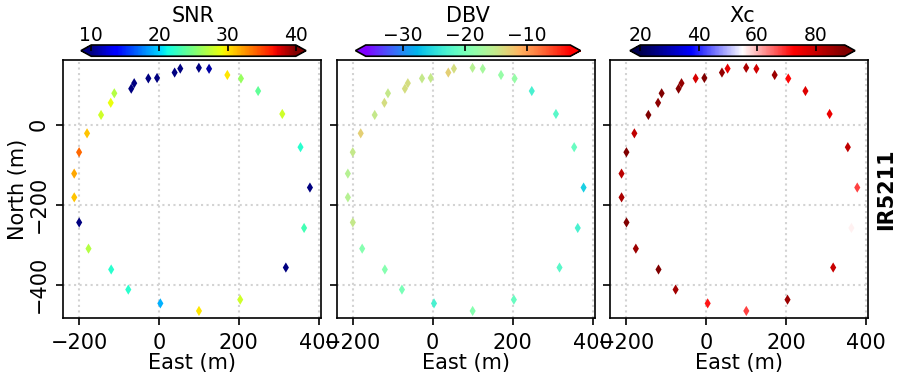 SNR DBV Xc
10 20 30 40 −30 −20 −10 20 40 60 80
North (m)
0
−200
−400
IR5211
−200 0 200 400 −200 0 200 400 −200 0 200 400
East (m) East (m) East (m)